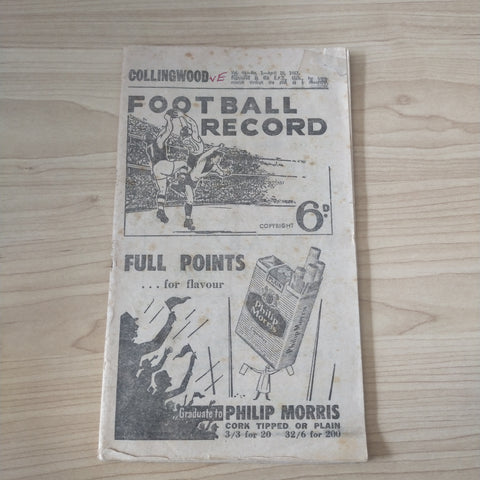 COLLINGWOOD vE
FOOTBALL
RECORD
COPYRIGHT 6D.
FULL POINTS
...for flavour
Philip
Morris
Graduate to PHILIP MORRIS
CORK TIPPED OR PLAIN
3/3 for 20 32/6 for 200